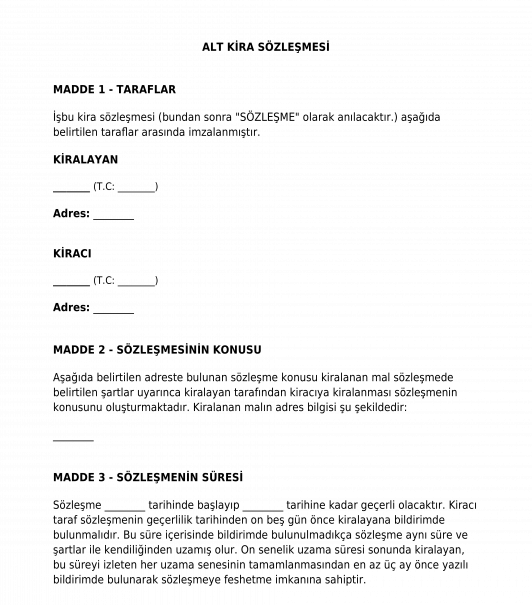 ALT KİRA SÖZLEŞMESİ
MADDE 1 - TARAFLAR
İşbu kira sözleşmesi (bundan sonra "SÖZLEŞME" olarak anılacaktır.) aşağıda
belirtilen taraflar arasında imzalanmıştır.
KİRALAYAN
_______ (T.C: _______)
Adres: ________
KİRACI
_______ (T.C: _______)
Adres: ________
MADDE 2 - SÖZLEŞMESİNİN KONUSU
Aşağıda belirtilen adreste bulunan sözleşme konusu kiralanan mal sözleşmede
belirtilen şartlar uyarınca kiralayan tarafından kiracıya kiralanması sözleşmenin
konusunu oluşturmaktadır. Kiralanan malın adres bilgisi şu şekildedir:
________
MADDE 3 - SÖZLEŞMENİN SÜRESİ
Sözleşme ________ tarihinde başlayıp ________ tarihine kadar geçerli olacaktır. Kiracı
taraf sözleşmenin geçerlilik tarihinden on beş gün önce kiralayana bildirimde
bulunmalıdır. Bu süre içerisinde bildirimde bulunulmadıkça sözleşme aynı süre ve
şartlar ile kendiliğinden uzamış olur. On senelik uzama süresi sonunda kiralayan,
bu süreyi izleten her uzama senesinin tamamlanmasından en az üç ay önce yazılı
bildirimde bulunarak sözleşmeye feshetme imkanına sahiptir.